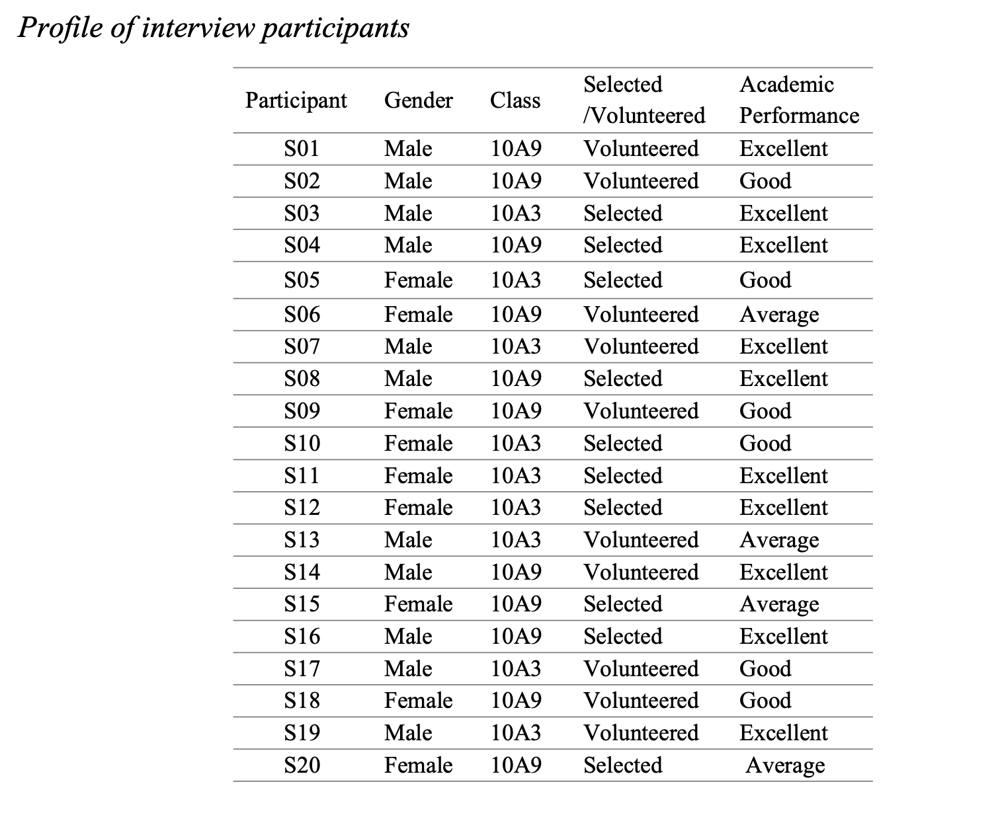 Profile of interview participants
Participant Gender Class Selected /Volunteered Academic Performance
S01 Male 10A9 Volunteered Excellent
S02 Male 10A9 Volunteered Good
S03 Male 10A3 Selected Excellent
S04 Male 10A9 Selected Excellent
S05 Female 10A3 Selected Good
S06 Female 10A9 Volunteered Average
S07 Male 10A3 Volunteered Excellent
S08 Male 10A9 Selected Excellent
S09 Female 10A9 Volunteered Good
S10 Female 10A3 Selected Good
S11 Female 10A3 Selected Excellent
S12 Female 10A3 Selected Excellent
S13 Male 10A3 Volunteered Average
S14 Male 10A9 Volunteered Excellent
S15 Female 10A9 Selected Average
S16 Male 10A9 Selected Excellent
S17 Male 10A3 Volunteered Good
S18 Female 10A9 Volunteered Good
S19 Male 10A3 Volunteered Excellent
S20 Female 10A9 Selected Average